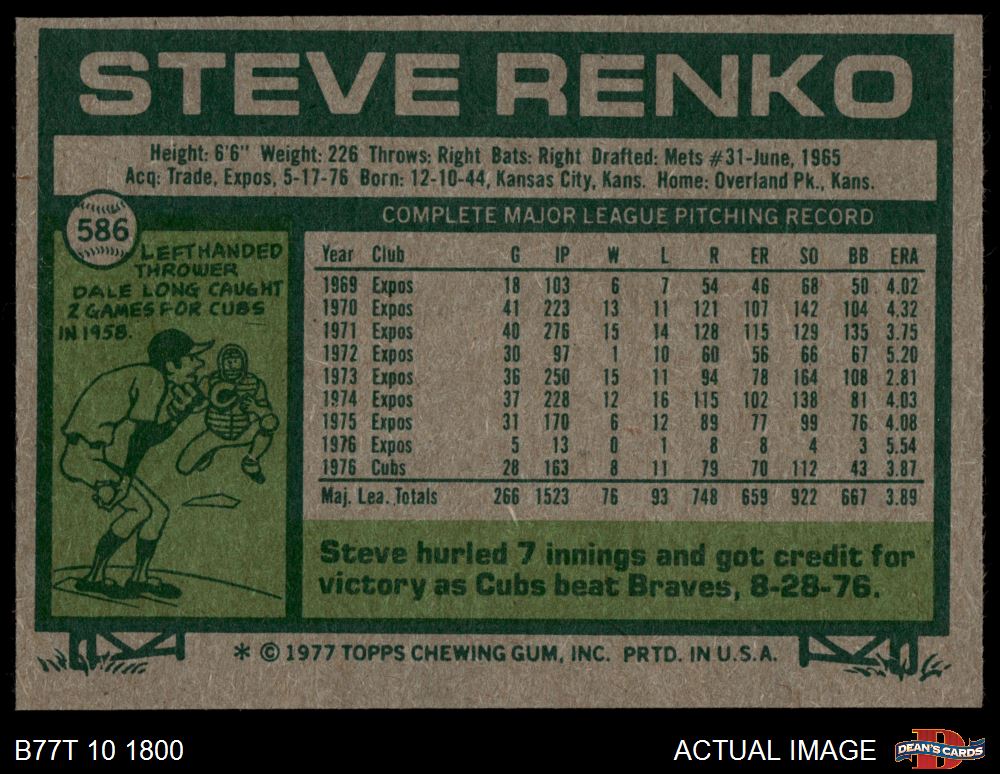 STEVE RENKO
Height: 6'6" Weight: 226 Throws: Right Bats: Right Drafted: Mets #31-June, 1965
Acq: Trade, Expos, 5-17-76 Born: 12-10-44, Kansas City, Kans. Home: Overland Pk., Kans.
586
LEFTHANDED
THROWER
DALE LONG CAUGHT
2 GAMES FOR CUBS
IN 1958.
C
COMPLETE MAJOR LEAGUE PITCHING RECORD
Year Club G IP W L R ER SO BB ERA
1969 Expos 18 103 6 7 54 46 68 50 4.02
1970 Expos 41 223 13 11 121 107 142 104 4.32
1971 Expos 40 276 15 14 128 115 129 135 3.75
1972 Expos 30 97 1 10 60 56 66 67 5.20
1973 Expos 36 250 15 11 94 78 164 108 2.81
1974 Expos 37 228 12 16 115 102 138 81 4.03
1975 Expos 31 170 6 12 89 77 99 76 4.08
1976 Expos 5 13 0 1 8 8 4 3 5.54
1976 Cubs 28 163 8 11 79 70 112 43 3.87
Maj. Lea. Totals 266 1523 76 93 748 659 922 667 3.89
Steve hurled 7 innings and got credit for
victory as Cubs beat Braves, 8-28-76.
* © 1977 TOPPS CHEWING GUM, INC. PRTD. IN U.S.A.
B77T 10 1800
ACTUAL IMAGE
D
DEAN'S CARDS